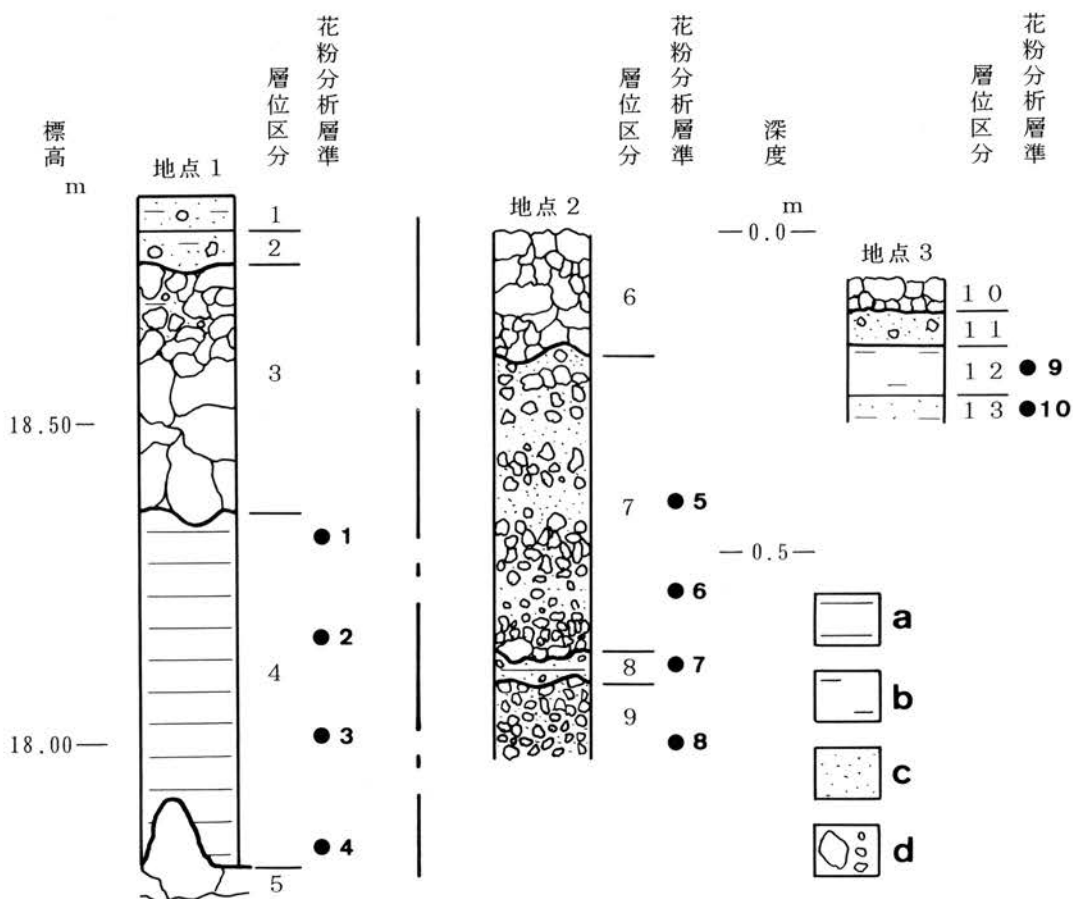 標高
m
地点 1
層位区分
花粉分析層準
18.50
18.00
1
2
3
4
5
● 1
● 2
● 3
● 4
地点 2
層位区分
花粉分析層準
6
7
8
9
● 5
● 6
● 7
● 8
深度
m
0.0
0.5
地点 3
層位区分
花粉分析層準
10
11
12
13
● 9
● 10
a
b
c
d